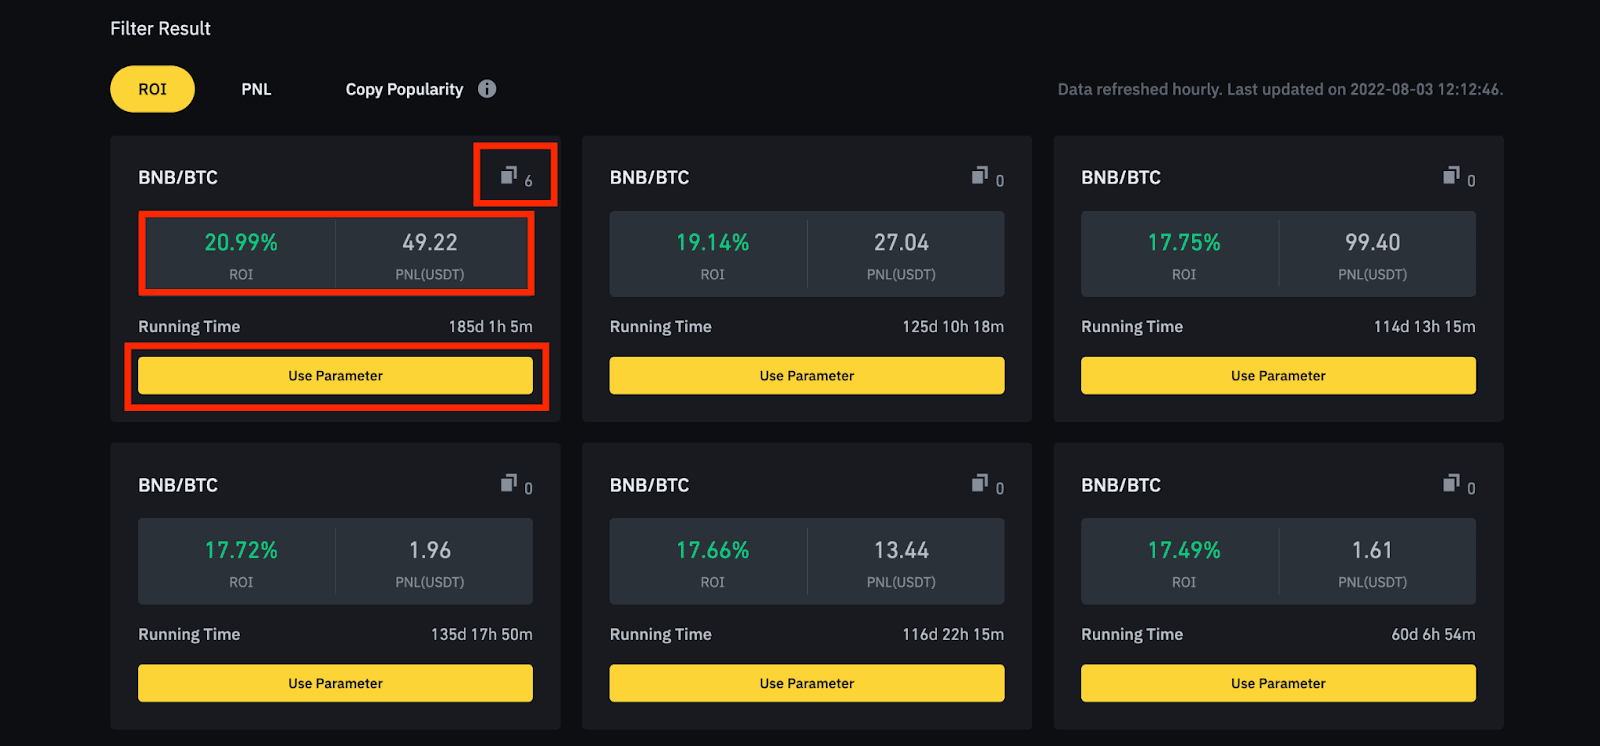 Filter Result
ROI PNL Copy Popularity Data refreshed hourly. Last updated on 2022-08-03 12:12:46.
BNB/BTC 6
20.99% 49.22
ROI PNL(USDT)
Running Time 185d 1h 5m
Use Parameter
BNB/BTC 0
19.14% 27.04
ROI PNL(USDT)
Running Time 125d 10h 18m
Use Parameter
BNB/BTC 0
17.75% 99.40
ROI PNL(USDT)
Running Time 114d 13h 15m
Use Parameter
BNB/BTC 0
17.72% 1.96
ROI PNL(USDT)
Running Time 135d 17h 50m
Use Parameter
BNB/BTC 0
17.66% 13.44
ROI PNL(USDT)
Running Time 116d 22h 15m
Use Parameter
BNB/BTC 0
17.49% 1.61
ROI PNL(USDT)
Running Time 60d 6h 54m
Use Parameter